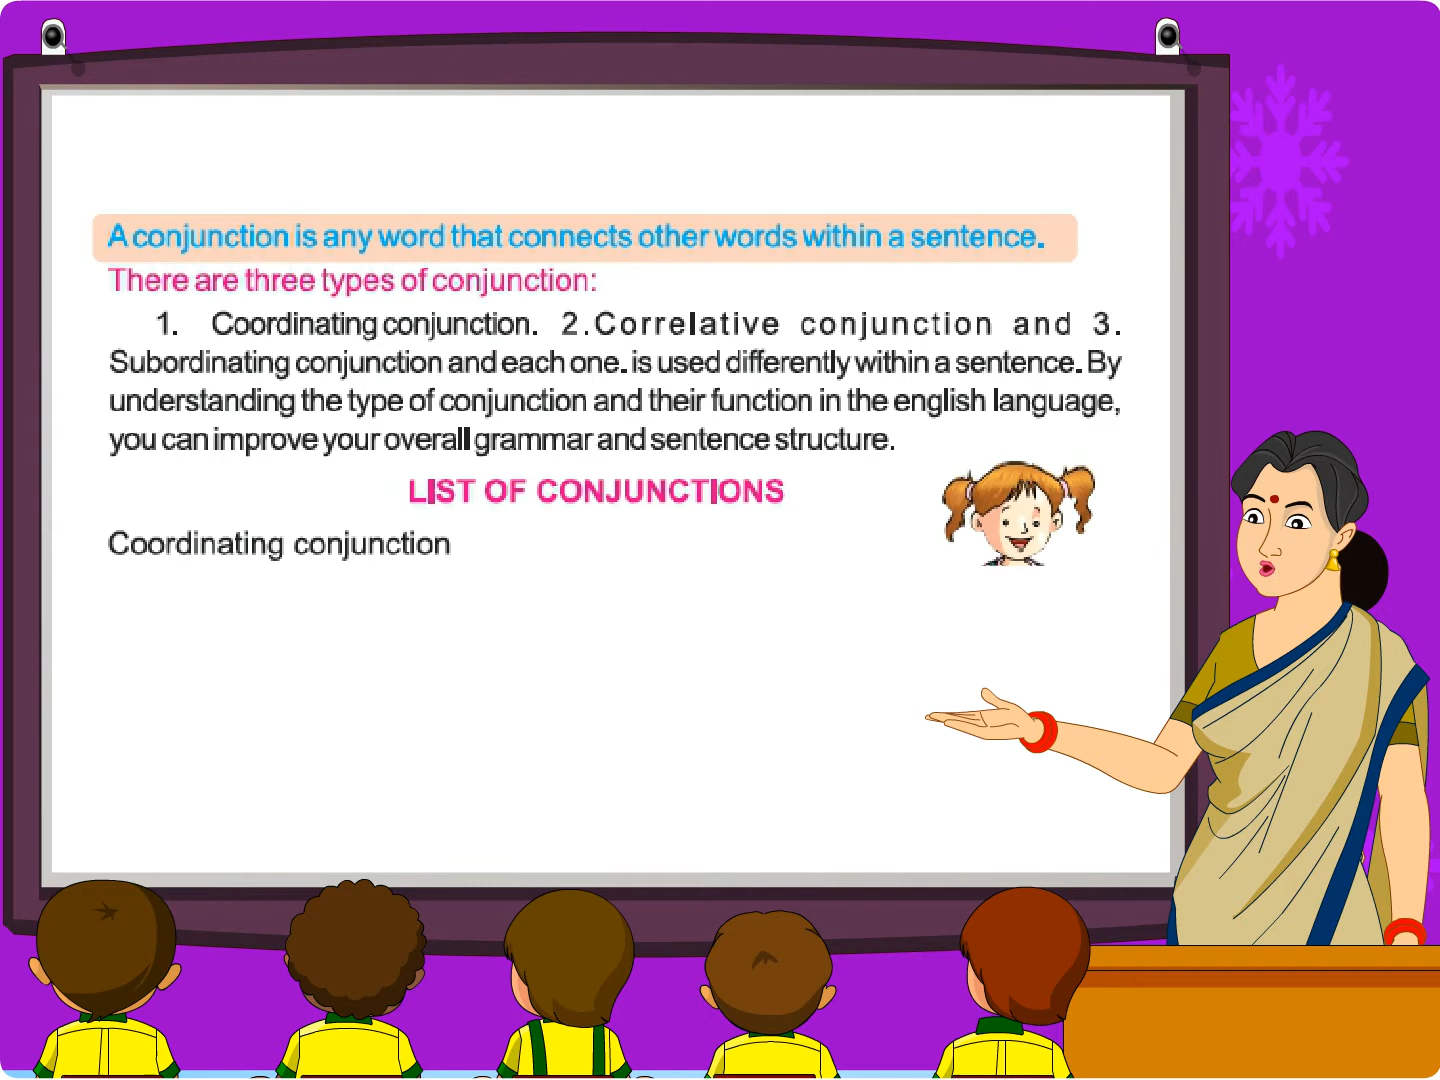 A conjunction is any word that connects other words within a sentence.
There are three types of conjunction:
1. Coordinating conjunction. 2.Correlative conjunction and 3.
Subordinating conjunction and each one. is used differently within a sentence. By
understanding the type of conjunction and their function in the english language,
you can improve your overall grammar and sentence structure.
LIST OF CONJUNCTIONS
Coordinating conjunction